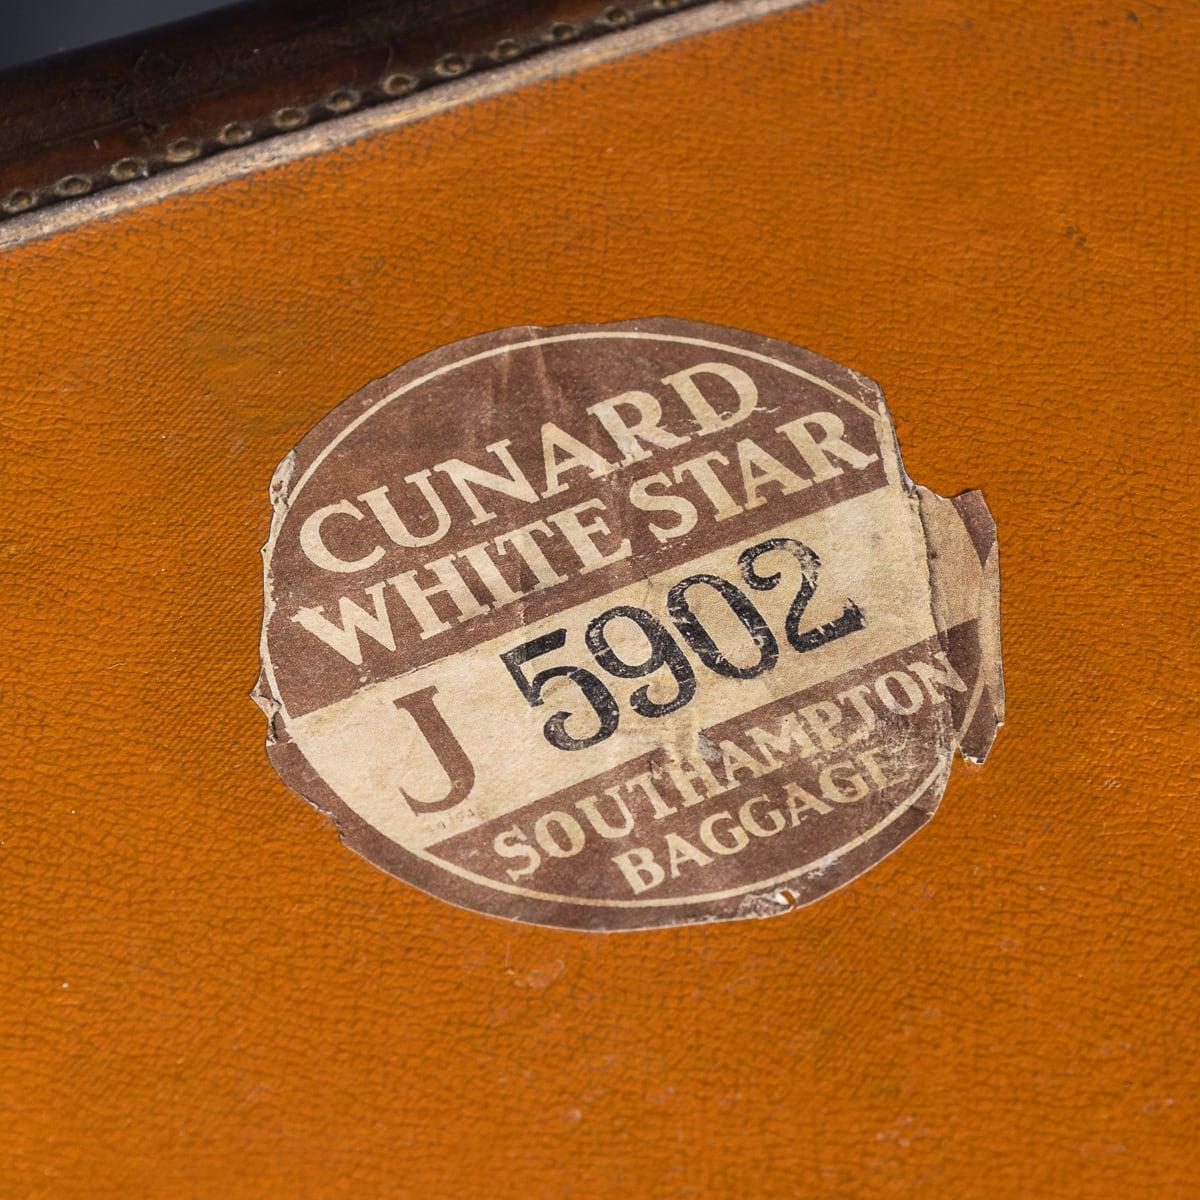 CUNARD
WHITE STAR
J 5902
SOUTHAMPTON
BAGGAGE